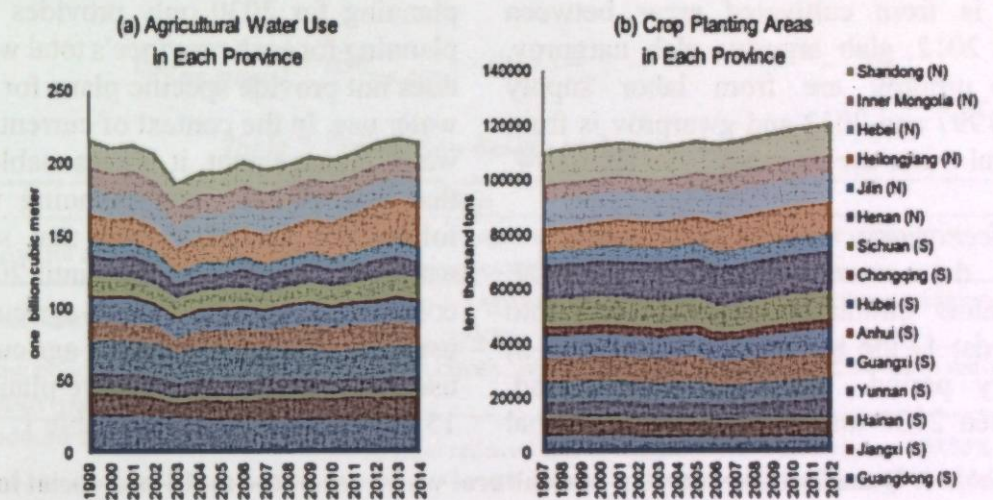 (a) Agricultural Water Use
in Each Prorvince
250
200
150
100
50
0
one billion cubic meter
1999
2000
2001
2002
2003
2004
2005
2006
2007
2008
2009
2010
2011
2012
2013
2014
(b) Crop Planting Areas
in Each Province
140000
120000
100000
80000
60000
40000
20000
0
ten thousand tons
1997
1998
1999
2000
2001
2002
2003
2004
2005
2006
2007
2008
2009
2010
2011
2012
Shandong (N)
Inner Mongolia (N)
Hebei (N)
Heilongjiang (N)
Jilin (N)
Henan (N)
Sichuan (S)
Chongqing (S)
Hubei (S)
Anhui (S)
Guangxi (S)
Yunnan (S)
Hainan (S)
Jiangxi (S)
Guangdong (S)